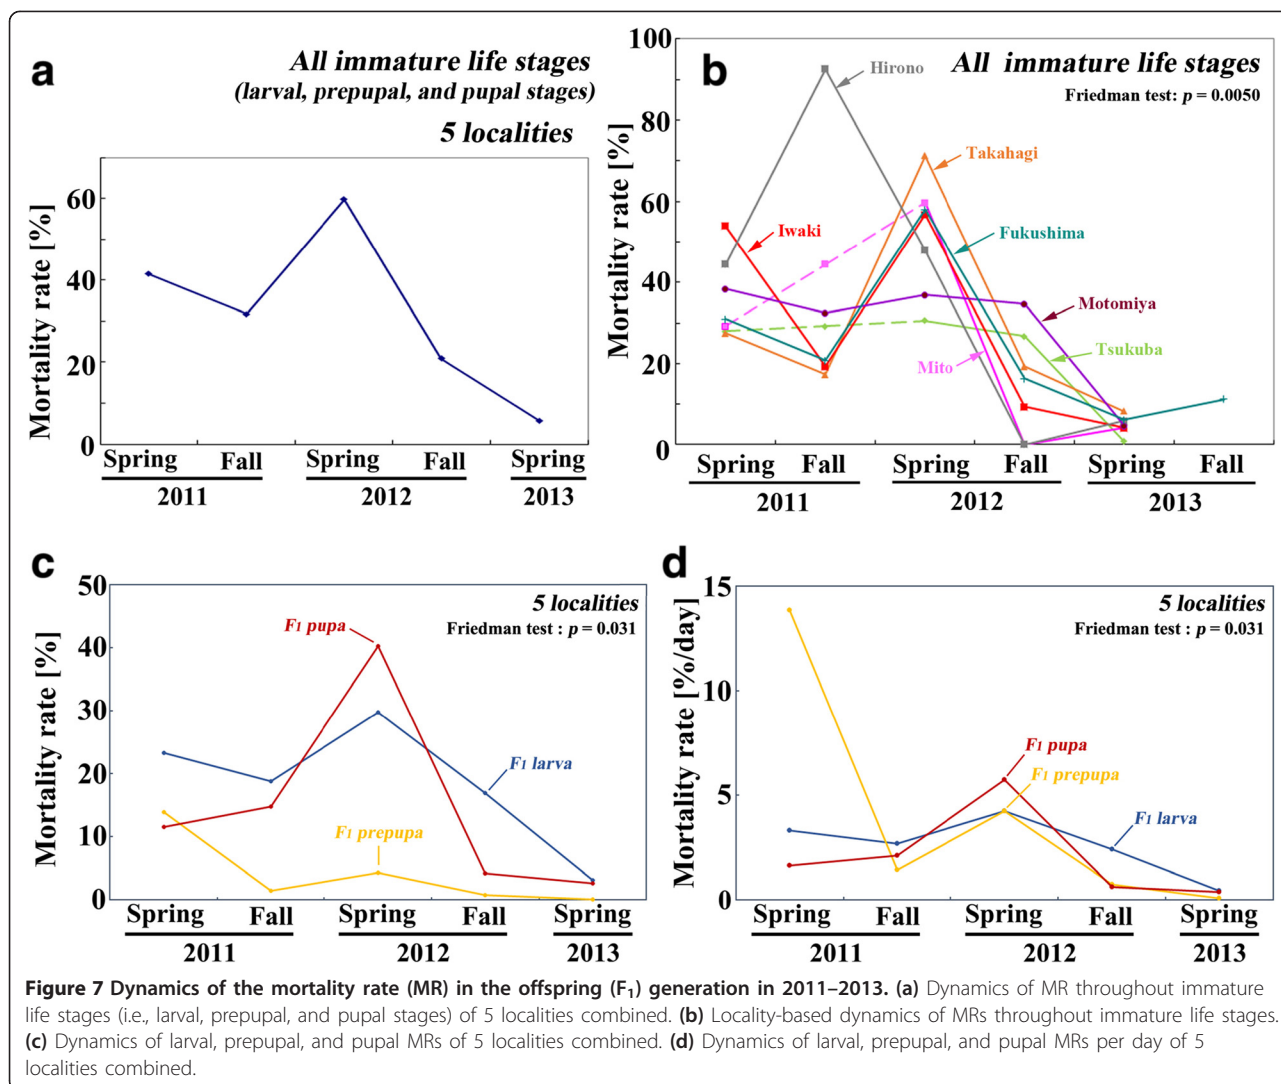 a
All immature life stages
(larval, prepupal, and pupal stages)
5 localities
Mortality rate [%]
60
40
20
0
Spring Fall Spring Fall Spring
2011 2012 2013
b
All immature life stages
Friedman test: p = 0.0050
Mortality rate [%]
100
80
60
40
20
0
Hirono
Takahagi
Iwaki
Fukushima
Motomiya
Tsukuba
Mito
Spring Fall Spring Fall Spring Fall
2011 2012 2013
c
5 localities
Friedman test : p = 0.031
Mortality rate [%]
50
40
30
20
10
0
F1 pupa
F1 larva
F1 prepupa
Spring Fall Spring Fall Spring
2011 2012 2013
d
5 localities
Friedman test : p = 0.031
Mortality rate [%/day]
15
10
5
0
F1 pupa
F1 prepupa
F1 larva
Spring Fall Spring Fall Spring
2011 2012 2013
Figure 7 Dynamics of the mortality rate (MR) in the offspring (F1) generation in 2011–2013. (a) Dynamics of MR throughout immature
life stages (i.e., larval, prepupal, and pupal stages) of 5 localities combined. (b) Locality-based dynamics of MRs throughout immature life stages.
(c) Dynamics of larval, prepupal, and pupal MRs of 5 localities combined. (d) Dynamics of larval, prepupal, and pupal MRs per day of 5
localities combined.